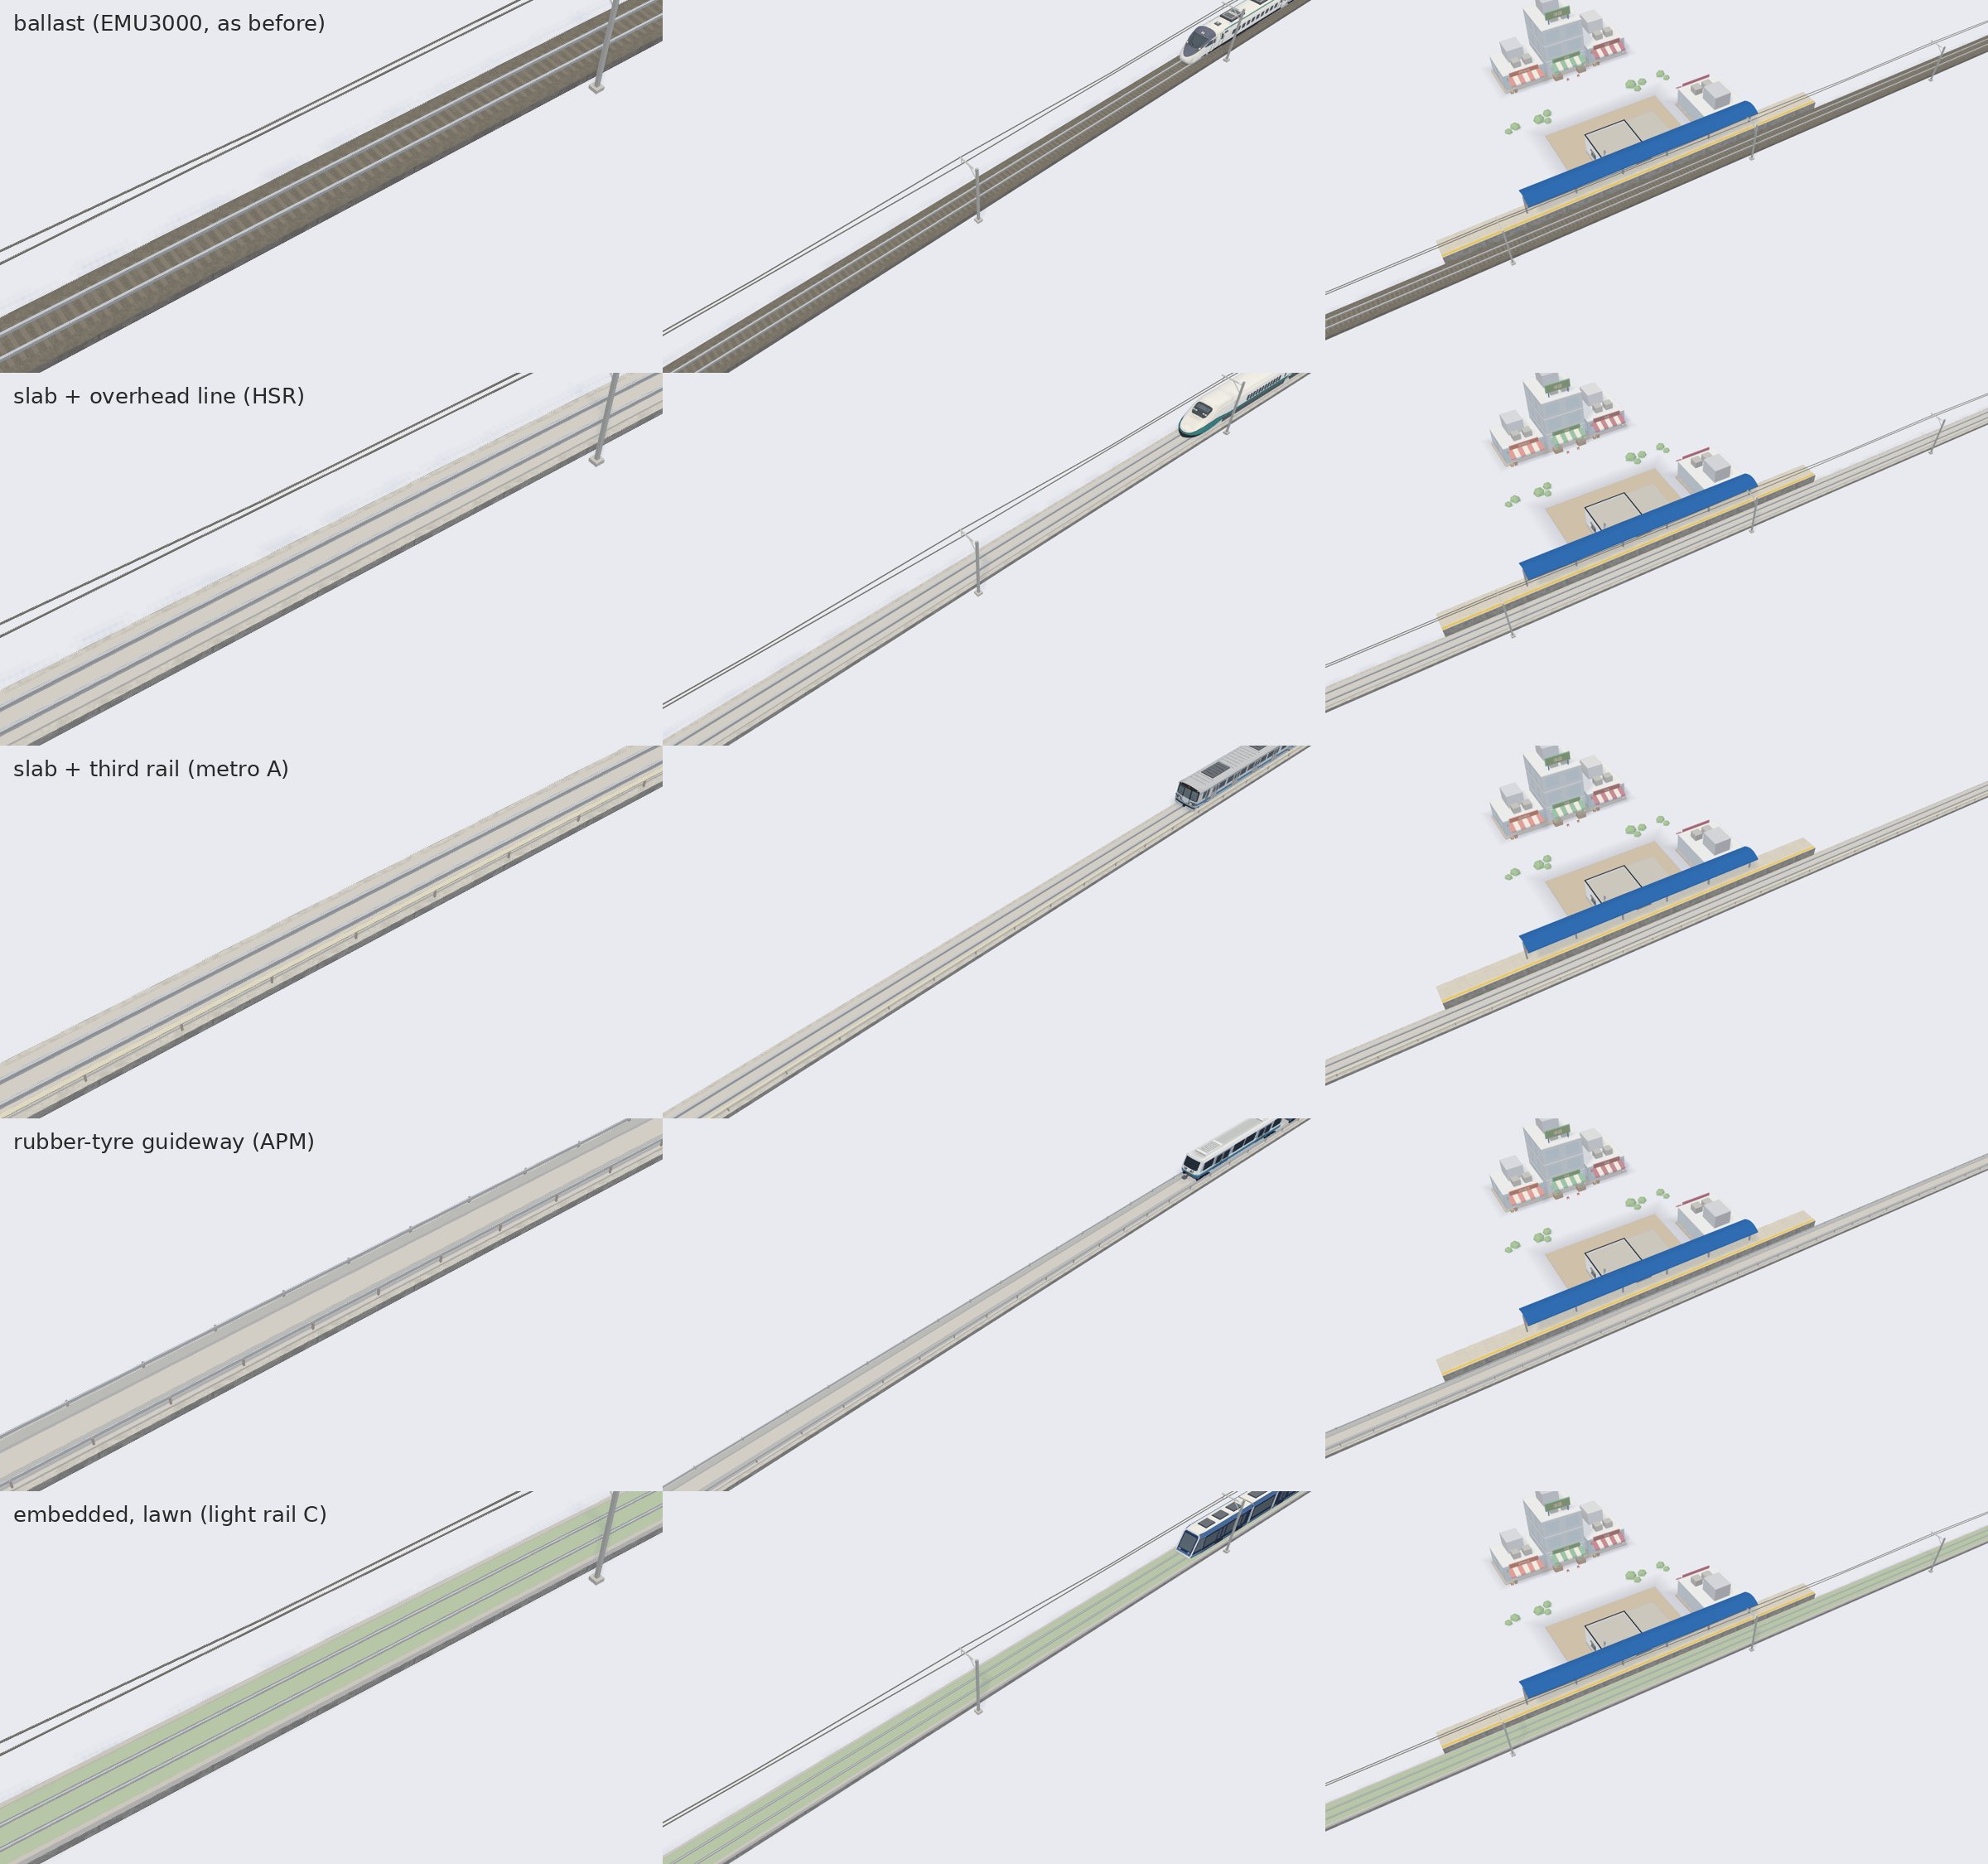 ballast (EMU3000, as before)
slab + overhead line (HSR)
slab + third rail (metro A)
rubber-tyre guideway (APM)
embedded, lawn (light rail C)